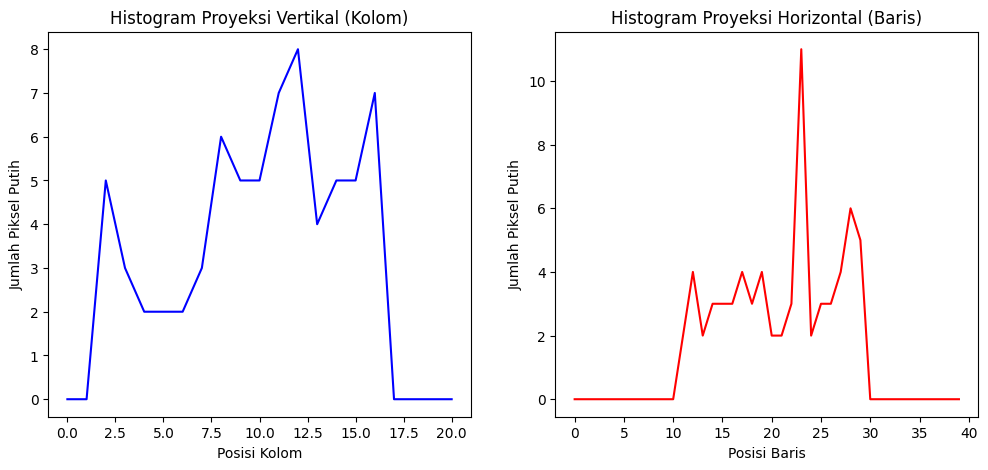 Histogram Proyeksi Vertikal (Kolom)
8
7
6
5
4
3
2
1
0
Jumlah Piksel Putih
0.0 2.5 5.0 7.5 10.0 12.5 15.0 17.5 20.0
Posisi Kolom
Histogram Proyeksi Horizontal (Baris)
10
8
6
4
2
0
Jumlah Piksel Putih
0 5 10 15 20 25 30 35 40
Posisi Baris